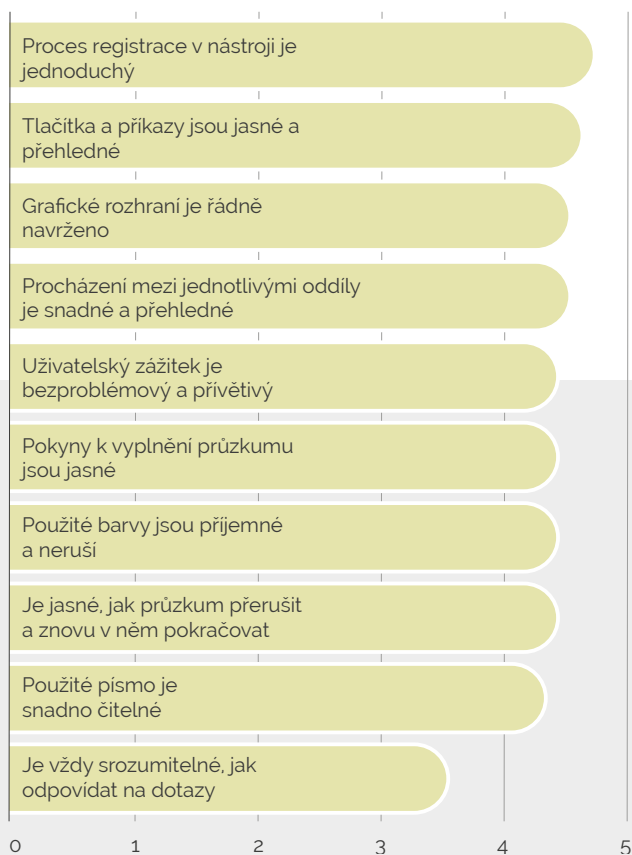 Proces registrace v nástroji je
jednoduchý
Tlačítka a příkazy jsou jasné a
přehledné
Grafické rozhraní je řádně
navrženo
Procházení mezi jednotlivými oddíly
je snadné a přehledné
Uživatelský zážitek je
bezproblémový a přívětivý
Pokyny k vyplnění průzkumu
jsou jasné
Použité barvy jsou příjemné
a neruší
Je jasné, jak průzkum přerušit
a znovu v něm pokračovat
Použité písmo je
snadno čitelné
Je vždy srozumitelné, jak
odpovídat na dotazy
0 1 2 3 4 5